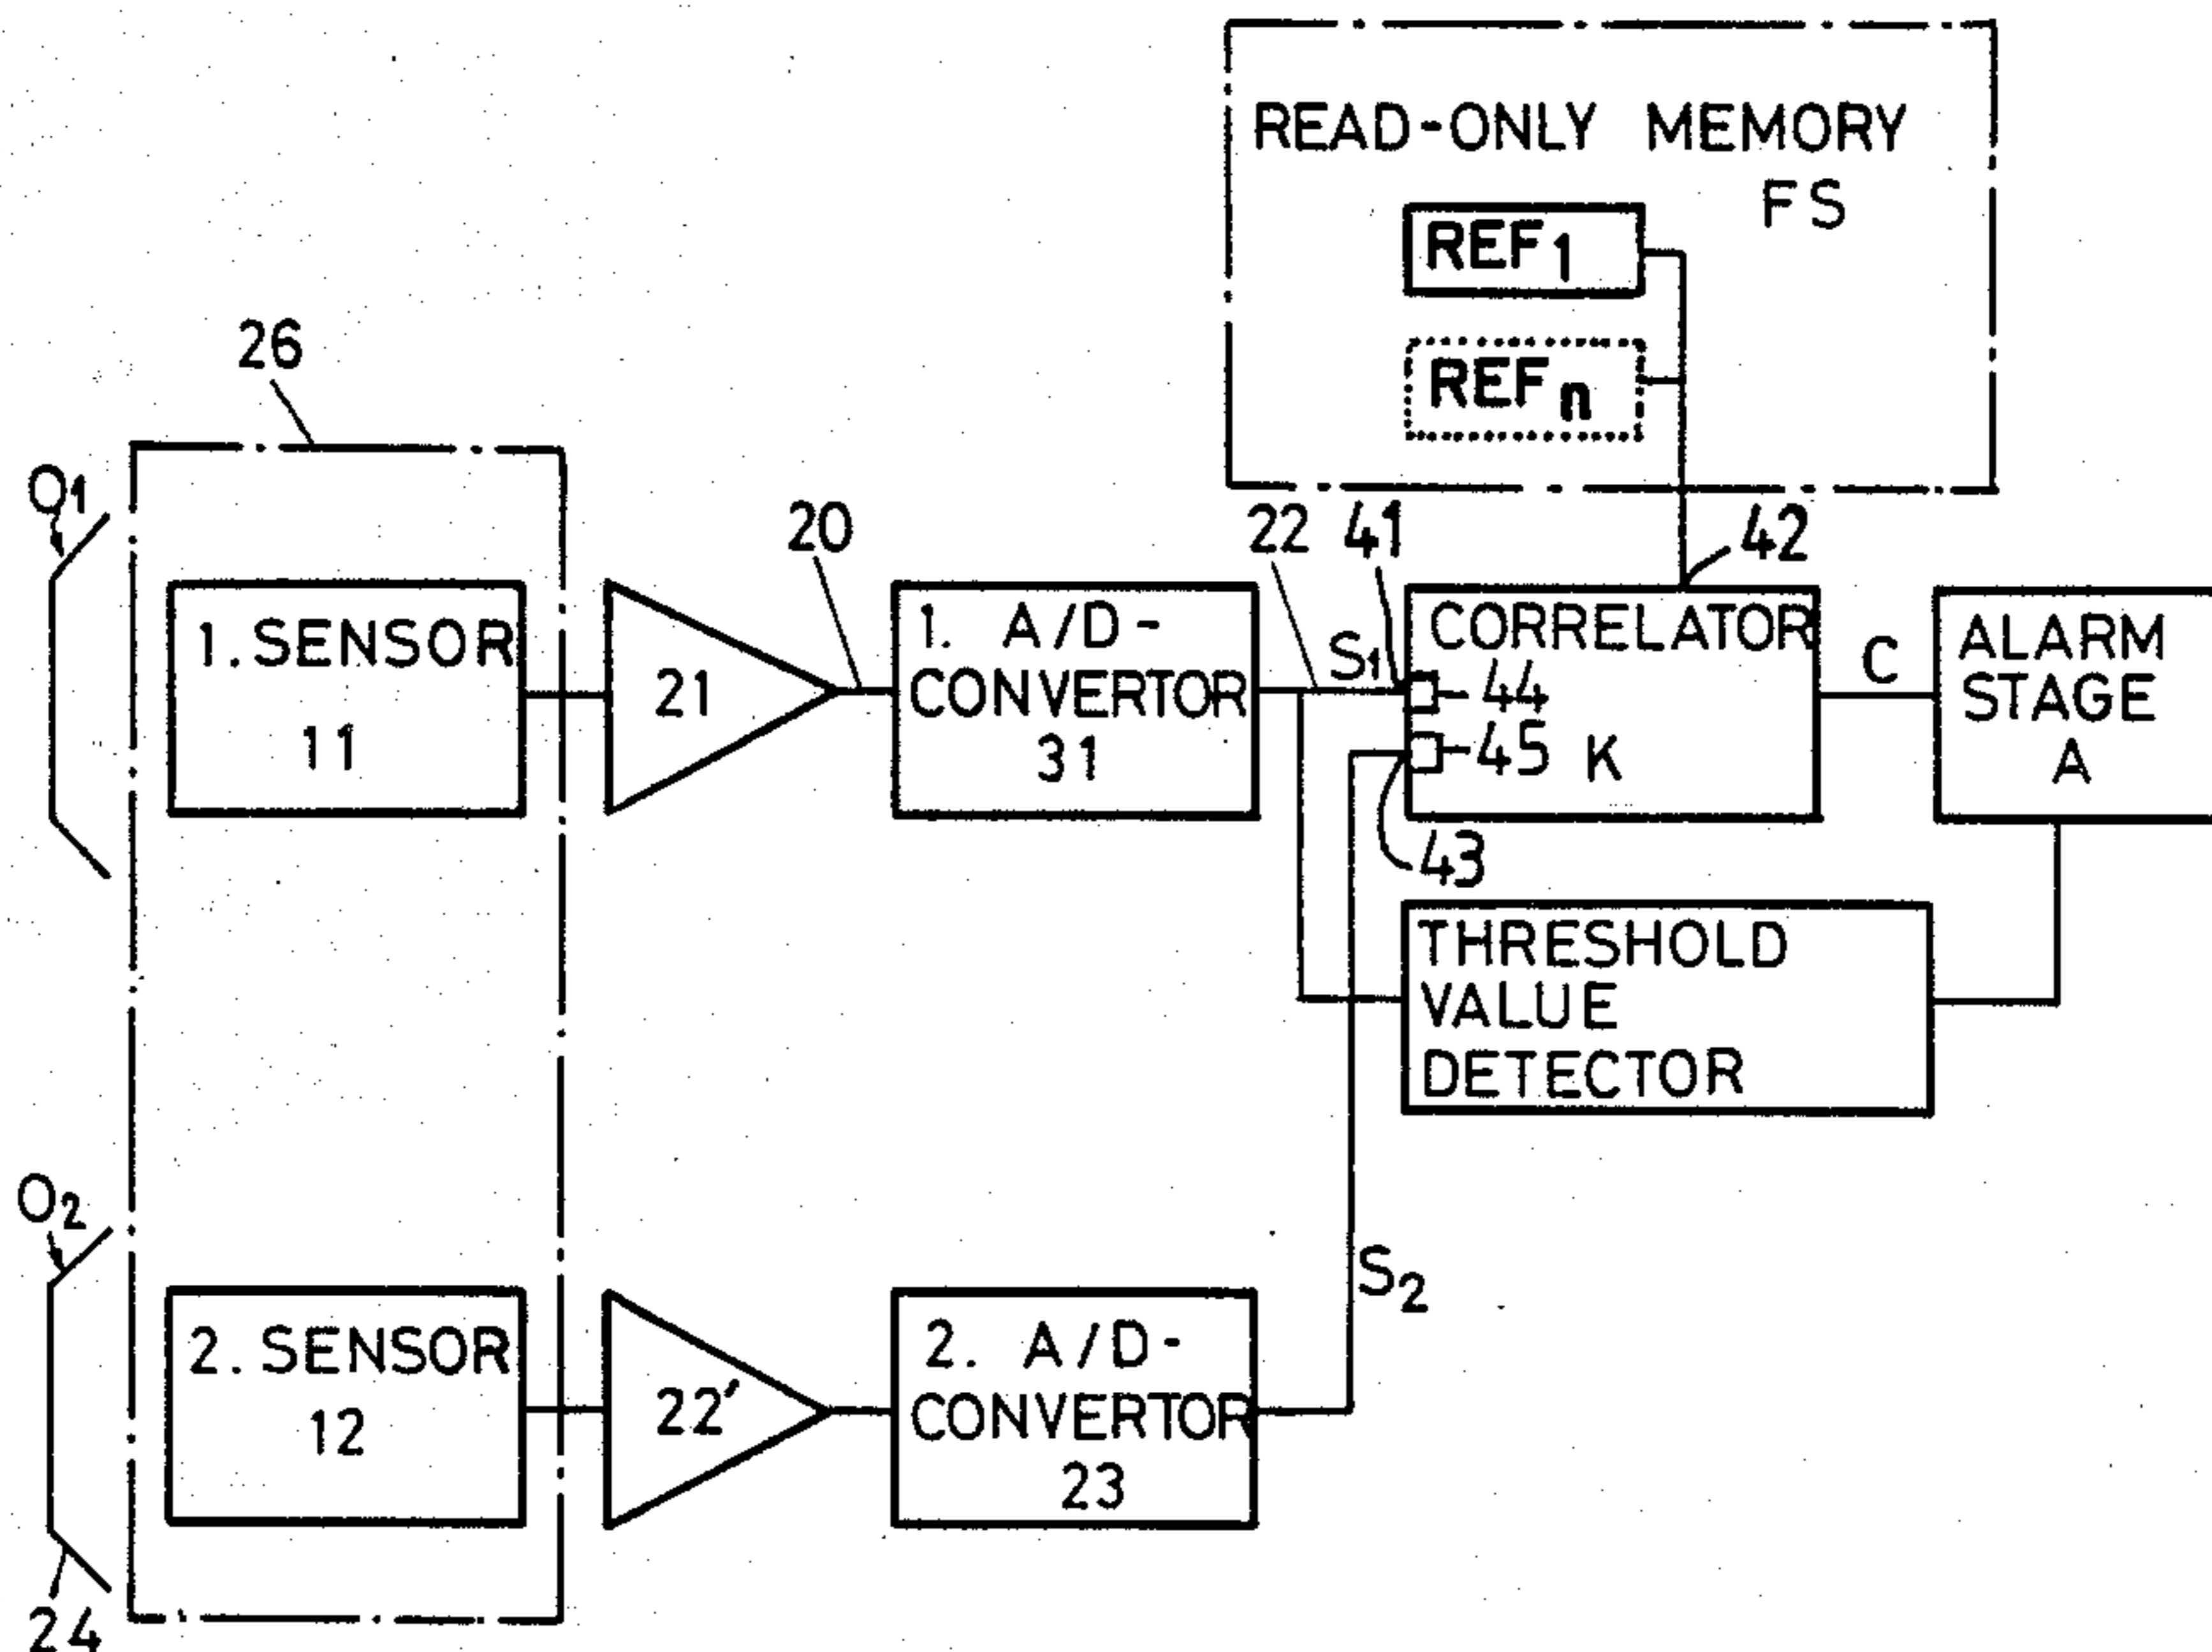 READ-ONLY MEMORY
FS
REF1
REFn
26
O1
20
22
41
42
1. SENSOR
11
21
1. A/D-
CONVERTOR
31
S1
CORRELATOR
44
45 K
43
C
ALARM
STAGE
A
THRESHOLD
VALUE
DETECTOR
O2
S2
2. SENSOR
12
22'
2. A/D-
CONVERTOR
23
24